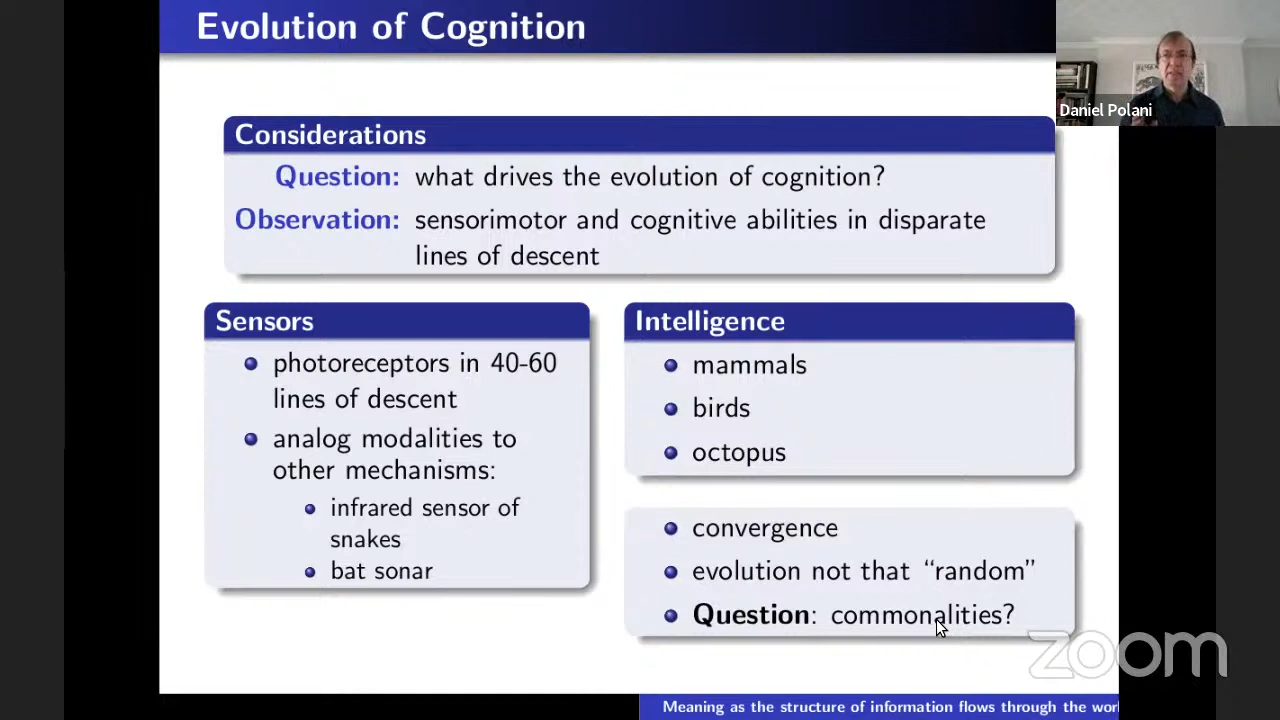 Evolution of Cognition
Daniel Polani
Considerations
Question: what drives the evolution of cognition?
Observation: sensorimotor and cognitive abilities in disparate
lines of descent
Sensors
photoreceptors in 40-60
lines of descent
analog modalities to
other mechanisms:
infrared sensor of
snakes
bat sonar
Intelligence
mammals
birds
octopus
convergence
evolution not that “random”
Question: commonalities?
zoom
Meaning as the structure of information flows through the